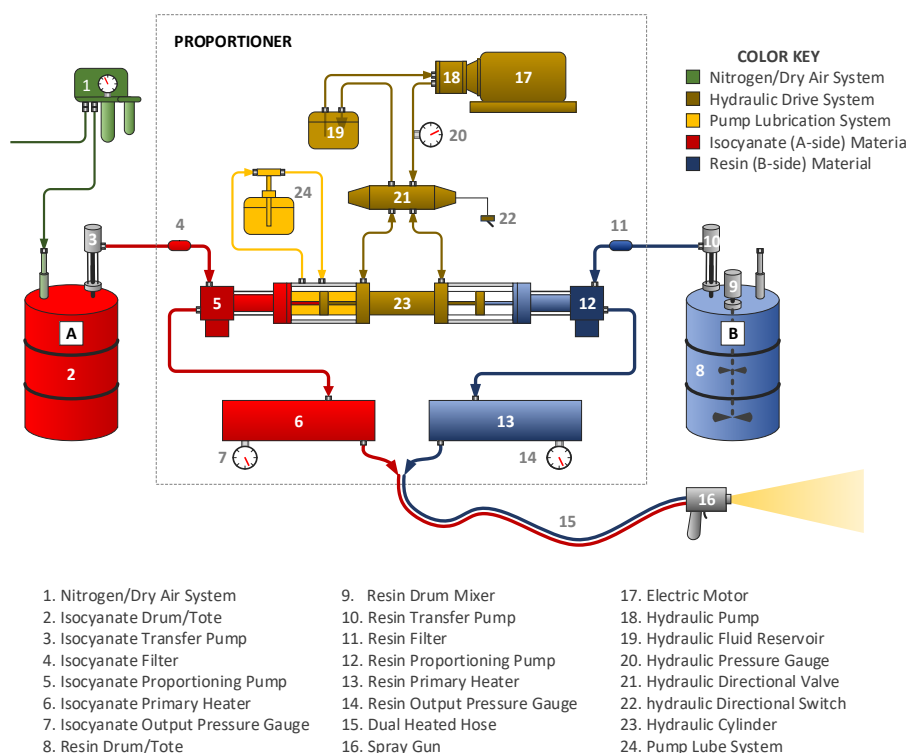 PROPORTIONER
COLOR KEY
Nitrogen/Dry Air System
Hydraulic Drive System
Pump Lubrication System
Isocyanate (A-side) Materia
Resin (B-side) Material
1
18
17
19
20
24
21
22
4
3
11
10
9
5
23
12
A
B
2
8
6
13
7
14
15
16
1. Nitrogen/Dry Air System
2. Isocyanate Drum/Tote
3. Isocyanate Transfer Pump
4. Isocyanate Filter
5. Isocyanate Proportioning Pump
6. Isocyanate Primary Heater
7. Isocyanate Output Pressure Gauge
8. Resin Drum/Tote
9. Resin Drum Mixer
10. Resin Transfer Pump
11. Resin Filter
12. Resin Proportioning Pump
13. Resin Primary Heater
14. Resin Output Pressure Gauge
15. Dual Heated Hose
16. Spray Gun
17. Electric Motor
18. Hydraulic Pump
19. Hydraulic Fluid Reservoir
20. Hydraulic Pressure Gauge
21. Hydraulic Directional Valve
22. hydraulic Directional Switch
23. Hydraulic Cylinder
24. Pump Lube System